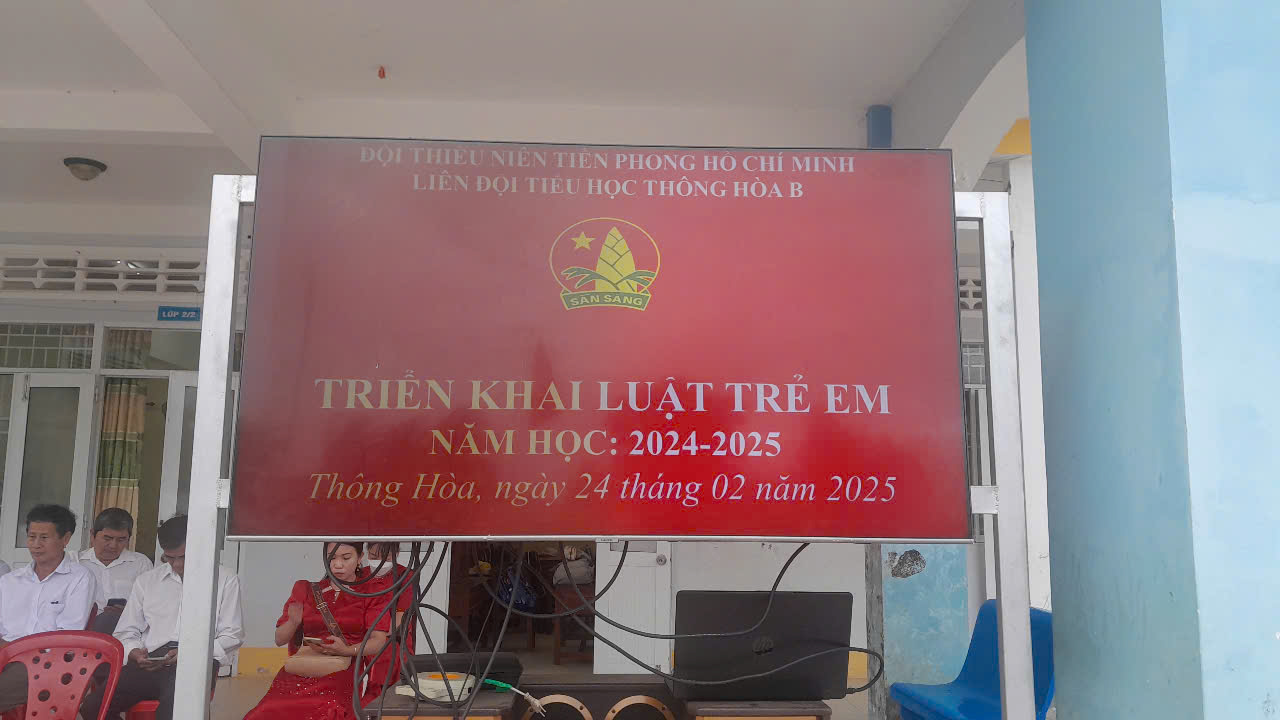 ĐỘI THIẾU NIÊN TIỀN PHONG HỒ CHÍ MINH
LIÊN ĐỘI TIỂU HỌC THÔNG HÒA B
SẴN SÀNG
TRIỂN KHAI LUẬT TRẺ EM
NĂM HỌC: 2024-2025
Thông Hòa, ngày 24 tháng 02 năm 2025
LỚP 2/2
hp